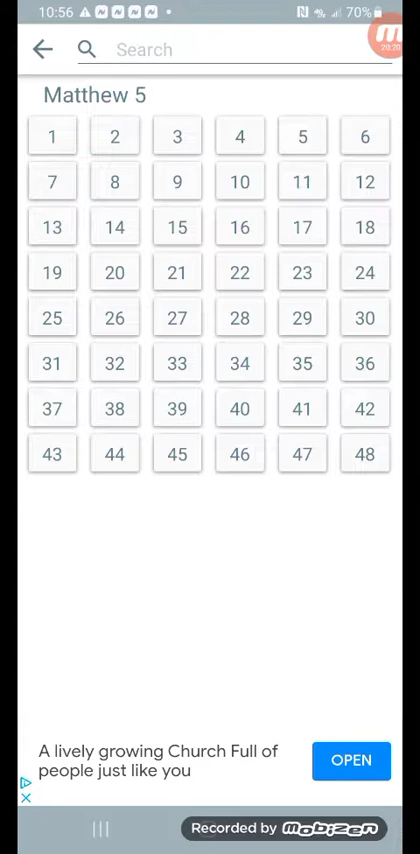 10:56 70%
20:20
Search
Matthew 5
1 2 3 4 5 6
7 8 9 10 11 12
13 14 15 16 17 18
19 20 21 22 23 24
25 26 27 28 29 30
31 32 33 34 35 36
37 38 39 40 41 42
43 44 45 46 47 48
A lively growing Church Full of
people just like you
OPEN
Recorded by mobizen